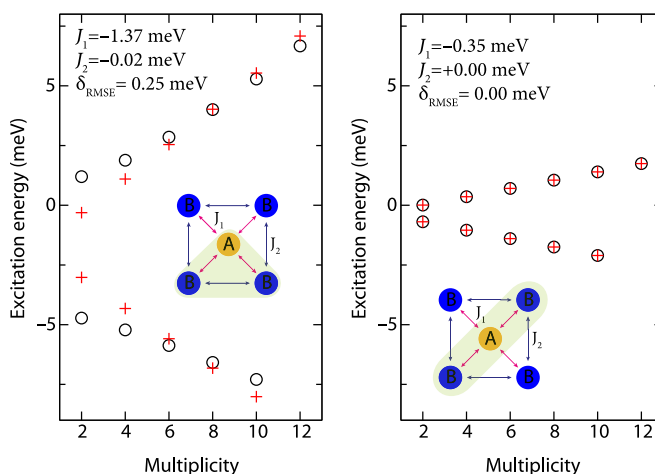 J₁=−1.37 meV
J₂=−0.02 meV
δRMSE= 0.25 meV
Excitation energy (meV)
5
0
−5
B
B
J₁
A
J₂
B
B
2 4 6 8 10 12
Multiplicity
J₁=−0.35 meV
J₂=+0.00 meV
δRMSE= 0.00 meV
Excitation energy (meV)
5
0
−5
B
B
J₁
A
J₂
B
B
2 4 6 8 10 12
Multiplicity